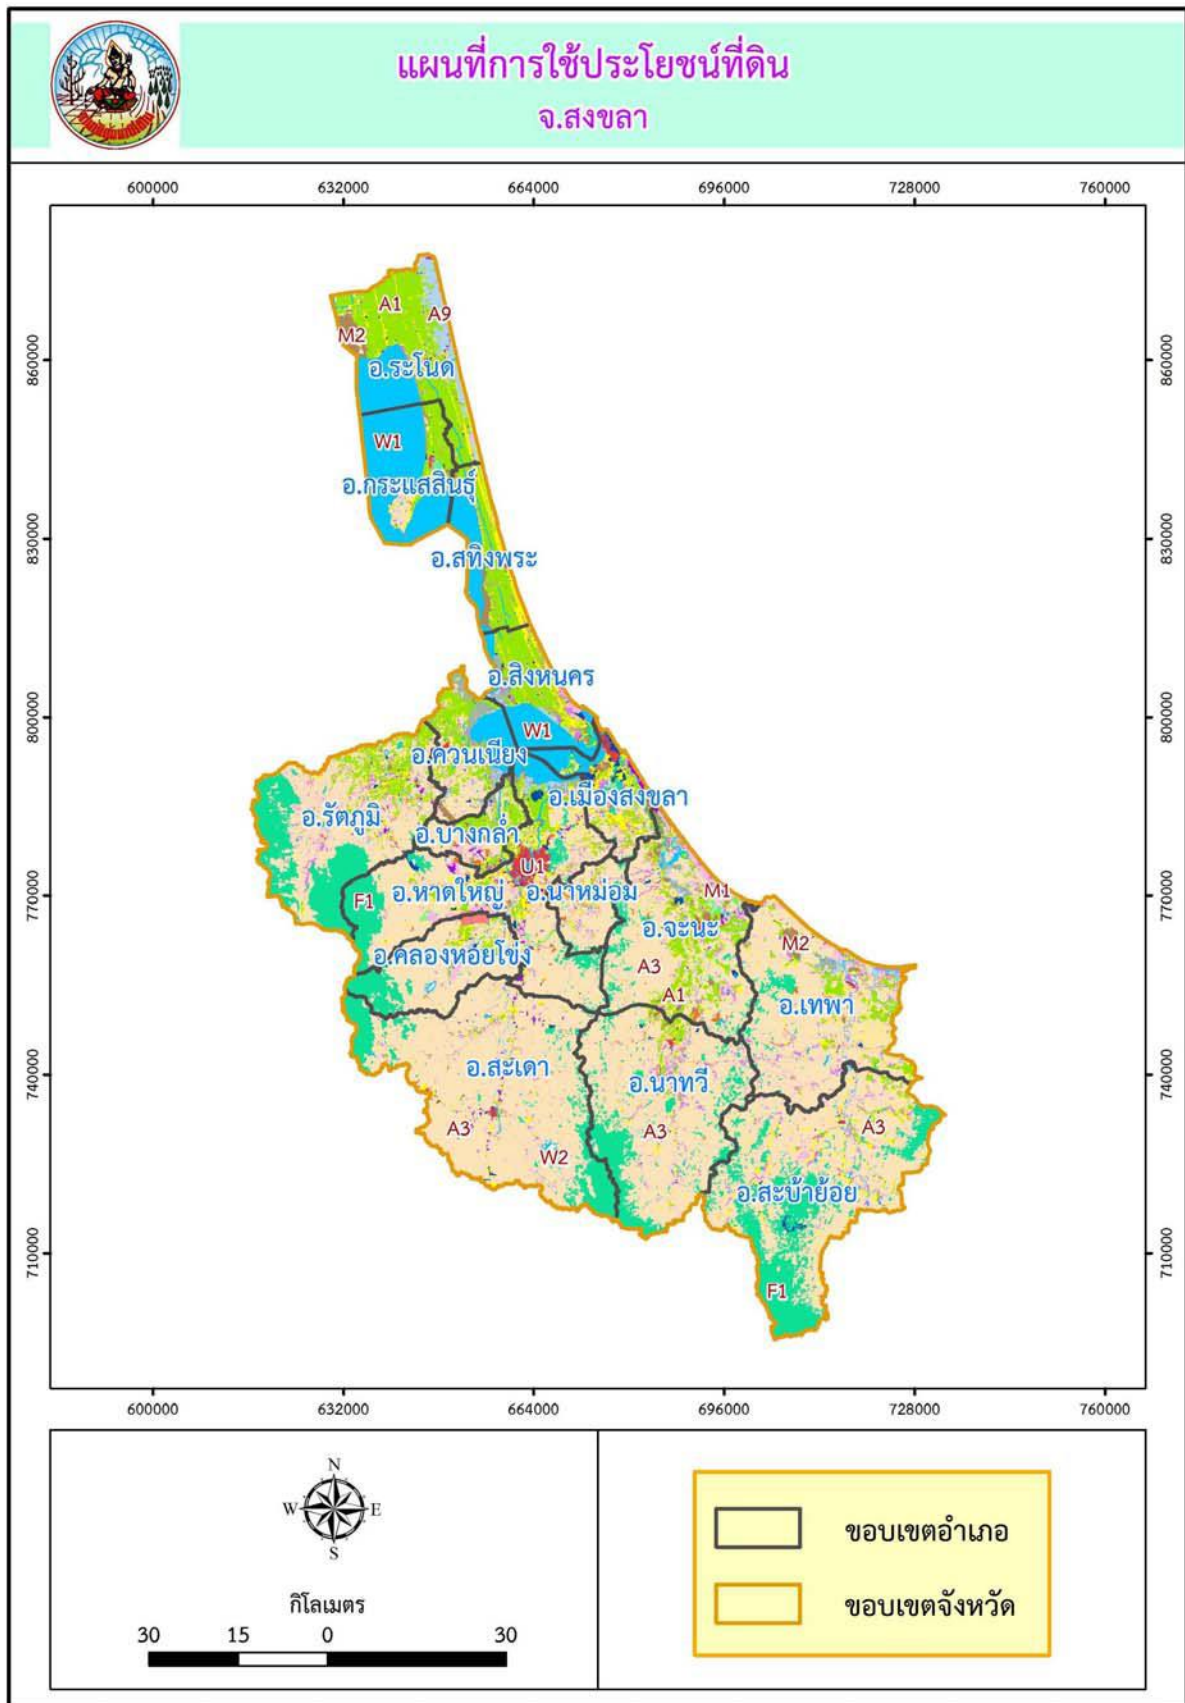 แผนที่การใช้ประโยชน์ที่ดิน
จ.สงขลา
600000 632000 664000 696000 728000 760000
860000 860000
830000 830000
800000 800000
770000 770000
740000 740000
710000 710000
A1
A9
M2
อ.ระโนด
W1
อ.กระแสสินธุ์
อ.สทิงพระ
อ.สิงหนคร
W1
อ.ควนเนียง
อ.เมืองสงขลา
อ.รัตภูมิ
อ.บางกล่ำ
U1
F1
อ.หาดใหญ่
อ.นาหม่อม
M1
อ.จะนะ
M2
อ.คลองหอยโข่ง
A3
A1
อ.เทพา
อ.สะเดา
อ.นาทวี
A3
W2
A3
A3
อ.สะบ้าย้อย
F1
600000 632000 664000 696000 728000 760000
N
W E
S
กิโลเมตร
30 15 0 30
ขอบเขตอำเภอ
ขอบเขตจังหวัด